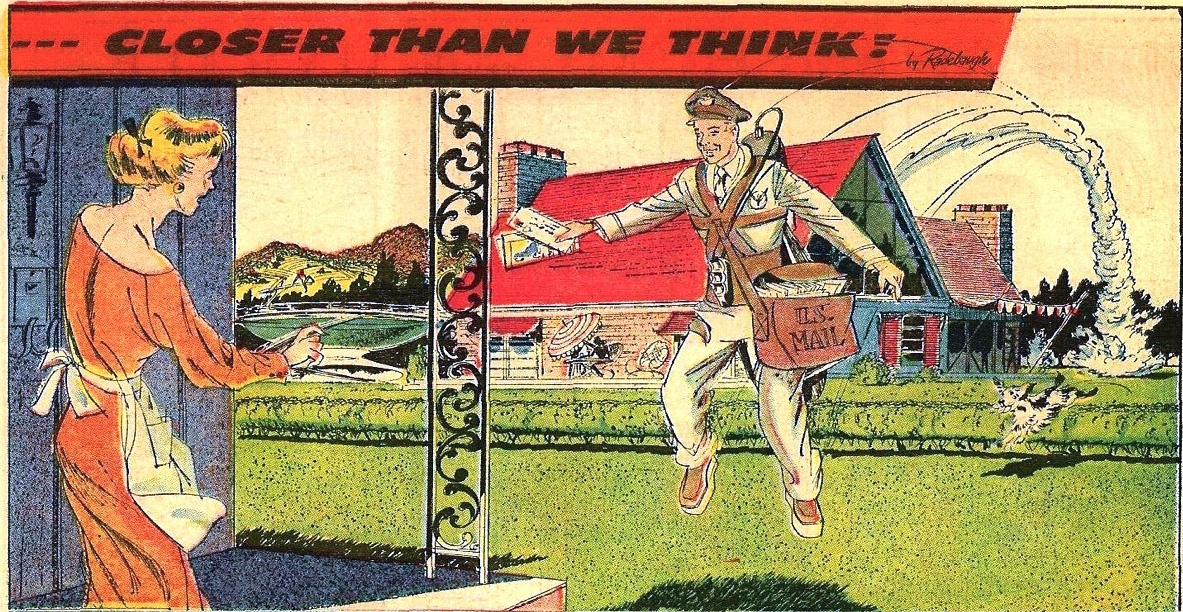 --- CLOSER THAN WE THINK!
by Radebaugh
U.S.
MAIL